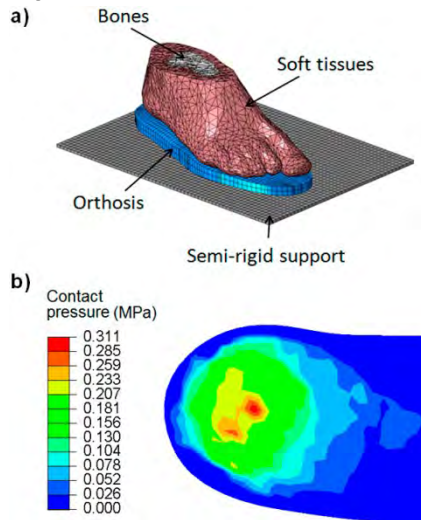 a)
Bones
Soft tissues
Orthosis
Semi-rigid support
b)
Contact
pressure (MPa)
0.311
0.285
0.259
0.233
0.207
0.181
0.156
0.130
0.104
0.078
0.052
0.026
0.000